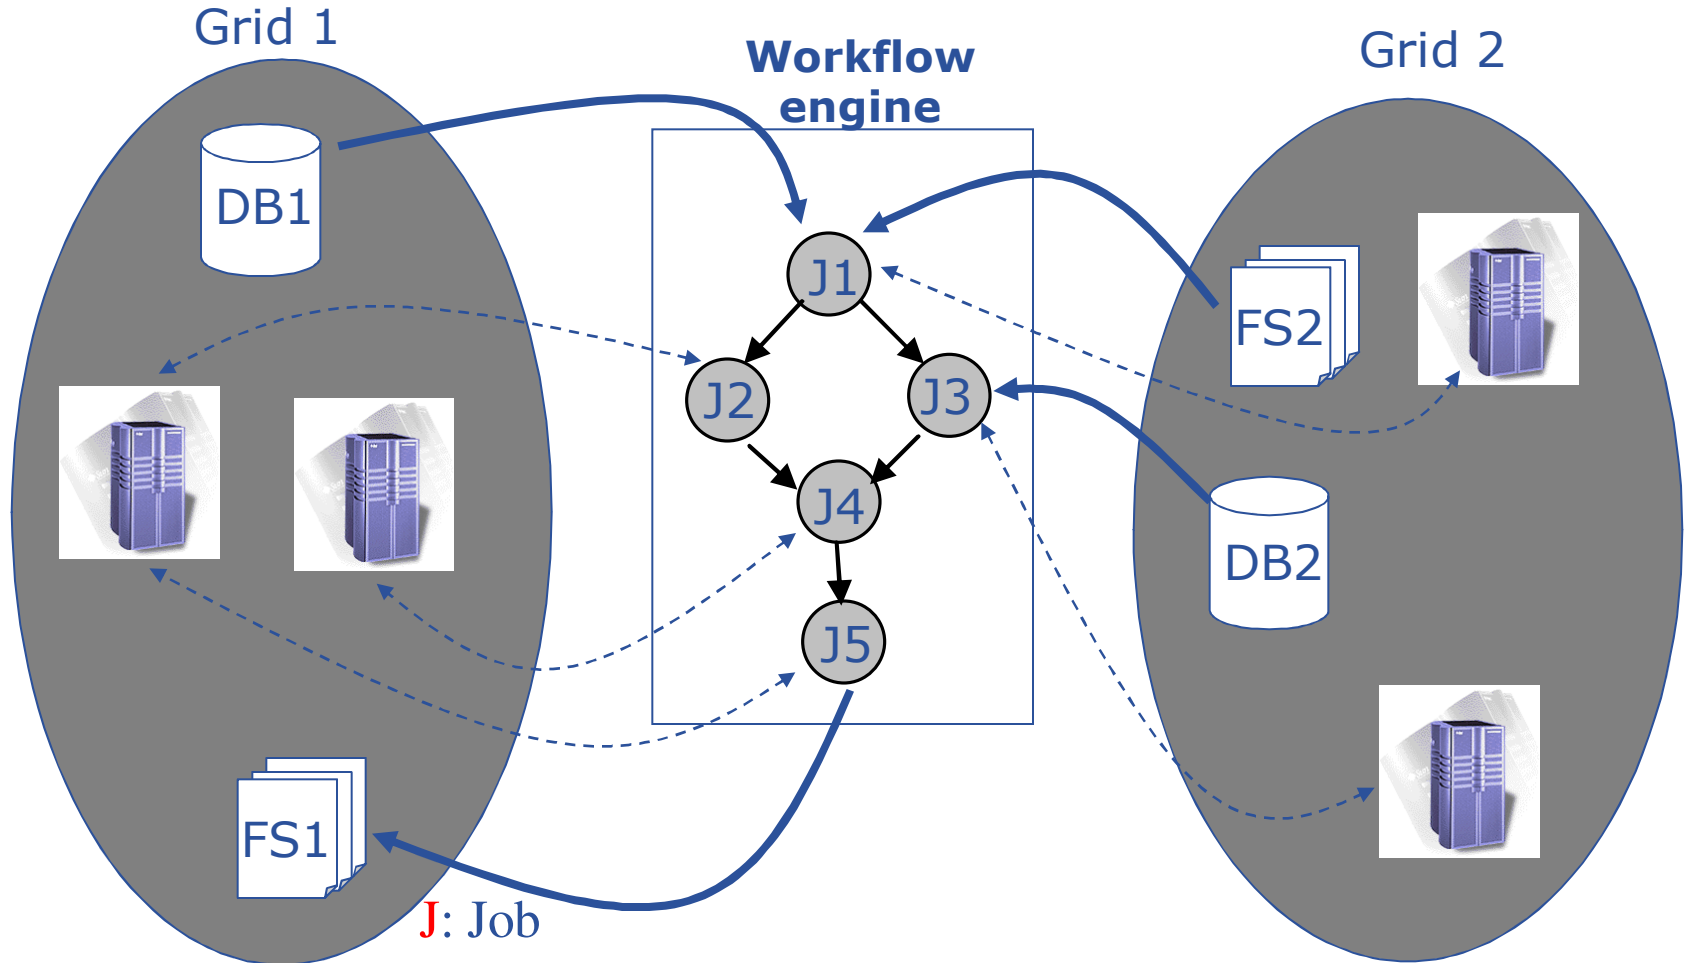 Grid 1
Workflow
engine
Grid 2
DB1
J1
FS2
J2
J3
J4
DB2
J5
FS1
J: Job